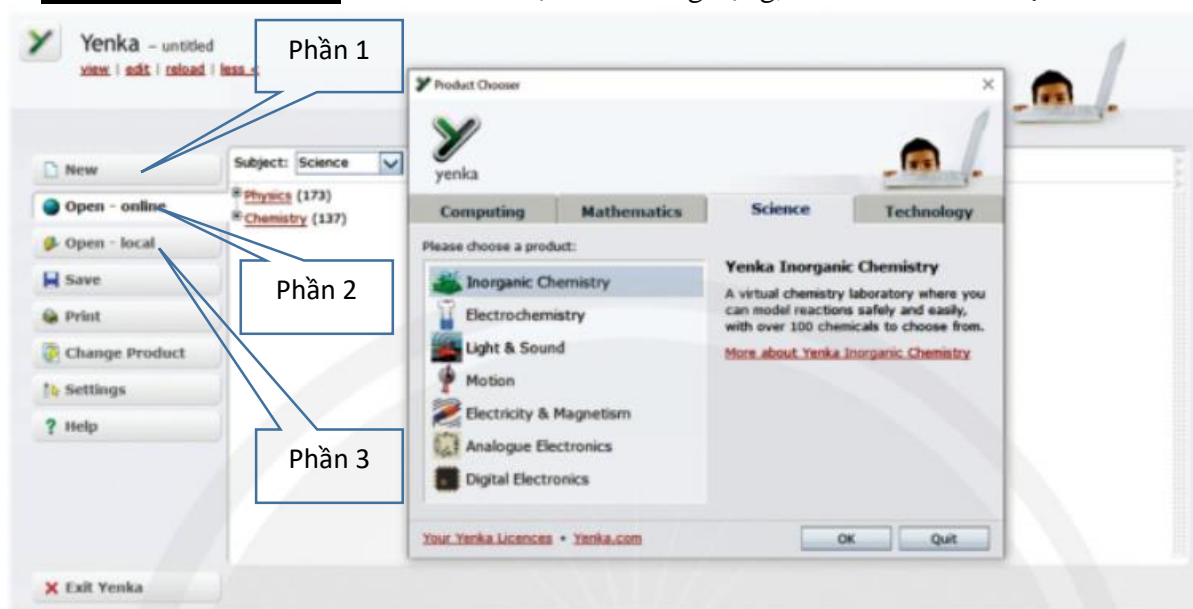 Yenka – untitled
view | edit | reload | less <
Phần 1
Product Chooser
yenka
New
Open - online
Open - local
Save
Print
Change Product
Settings
Help
Exit Yenka
Subject: Science
Physics (173)
Chemistry (137)
Phần 2
Phần 3
Computing
Mathematics
Science
Technology
Please choose a product:
Inorganic Chemistry
Electrochemistry
Light & Sound
Motion
Electricity & Magnetism
Analogue Electronics
Digital Electronics
Yenka Inorganic Chemistry
A virtual chemistry laboratory where you
can model reactions safely and easily,
with over 100 chemicals to choose from.
More about Yenka Inorganic Chemistry
Your Yenka Licences • Yenka.com
OK
Quit